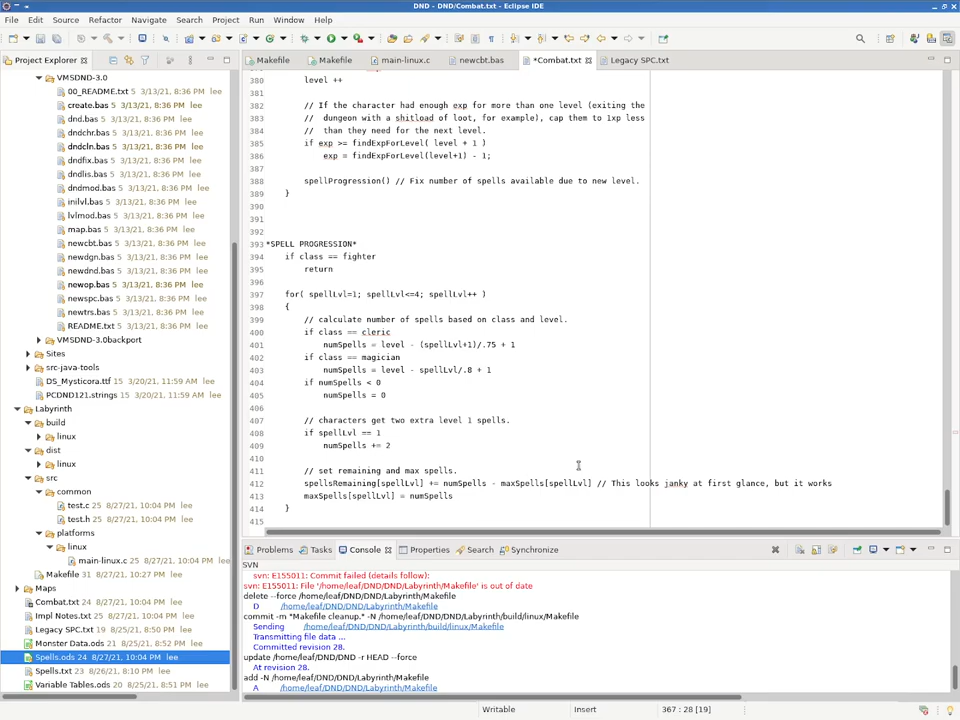 DND - DND/Combat.txt - Eclipse IDE
File Edit Source Refactor Navigate Search Project Run Window Help
Project Explorer
Makefile Makefile main-linux.c newcbt.bas *Combat.txt Legacy SPC.txt
VMSDND-3.0
00_README.txt 5 3/13/21, 8:36 PM lee
create.bas 5 3/13/21, 8:36 PM lee
dnd.bas 5 3/13/21, 8:36 PM lee
dndchr.bas 5 3/13/21, 8:36 PM lee
dndcln.bas 5 3/13/21, 8:36 PM lee
dndfix.bas 5 3/13/21, 8:36 PM lee
dndlis.bas 5 3/13/21, 8:36 PM lee
dndmod.bas 5 3/13/21, 8:36 PM lee
inilvl.bas 5 3/13/21, 8:36 PM lee
lvlmod.bas 5 3/13/21, 8:36 PM lee
map.bas 5 3/13/21, 8:36 PM lee
newcbt.bas 5 3/13/21, 8:36 PM lee
newdgn.bas 5 3/13/21, 8:36 PM lee
newdnd.bas 5 3/13/21, 8:36 PM lee
newop.bas 5 3/13/21, 8:36 PM lee
newspc.bas 5 3/13/21, 8:36 PM lee
newtrs.bas 5 3/13/21, 8:36 PM lee
README.txt 5 3/13/21, 8:36 PM lee
VMSDND-3.0backport
Sites
src-java-tools
DS_Mysticora.ttf 15 3/20/21, 11:59 AM lee
PCDND121.strings 15 3/20/21, 11:59 AM lee
Labyrinth
build
linux
dist
linux
src
common
test.c 25 8/27/21, 10:04 PM lee
test.h 25 8/27/21, 10:04 PM lee
platforms
linux
main-linux.c 25 8/27/21, 10:04 PM lee
Makefile 31 8/27/21, 10:27 PM lee
Maps
Combat.txt 24 8/27/21, 10:04 PM lee
Impl Notes.txt 25 8/27/21, 10:04 PM lee
Legacy SPC.txt 19 8/25/21, 8:50 PM lee
Monster Data.ods 21 8/25/21, 8:52 PM lee
Spells.ods 24 8/27/21, 10:04 PM lee
Spells.txt 23 8/26/21, 8:10 PM lee
Variable Tables.ods 20 8/25/21, 8:51 PM lee
380 level ++
381
382 // If the character had enough exp for more than one level (exiting the
383 //  dungeon with a shitload of loot, for example), cap them to 1xp less
384 //  than they need for the next level.
385 if exp >= findExpForLevel( level + 1 )
386 exp = findExpForLevel(level+1) - 1;
387
388 spellProgression() // Fix number of spells available due to new level.
389 }
390
391
392
393 *SPELL PROGRESSION*
394 if class == fighter
395 return
396
397 for( spellLvl=1; spellLvl<=4; spellLvl++ )
398 {
399 // calculate number of spells based on class and level.
400 if class == cleric
401 numSpells = level - (spellLvl+1)/.75 + 1
402 if class == magician
403 numSpells = level - spellLvl/.8 + 1
404 if numSpells < 0
405 numSpells = 0
406
407 // characters get two extra level 1 spells.
408 if spellLvl == 1
409 numSpells += 2
410
411 // set remaining and max spells.
412 spellsRemaining[spellLvl] += numSpells - maxSpells[spellLvl] // This looks janky at first glance, but it works
413 maxSpells[spellLvl] = numSpells
414 }
415
Problems Tasks Console Properties Search Synchronize
SVN
svn: E155011: Commit failed (details follow):
svn: E155011: File '/home/leaf/DND/DND/Labyrinth/Makefile' is out of date
delete --force /home/leaf/DND/DND/Labyrinth/Makefile
D /home/leaf/DND/DND/Labyrinth/Makefile
commit -m "Makefile cleanup." -N /home/leaf/DND/DND/Labyrinth/build/linux/Makefile
Sending /home/leaf/DND/DND/Labyrinth/build/linux/Makefile
Transmitting file data ...
Committed revision 28.
update /home/leaf/DND/DND -r HEAD --force
At revision 28.
add -N /home/leaf/DND/DND/Labyrinth/Makefile
A /home/leaf/DND/DND/Labyrinth/Makefile
Writable Insert 367 : 28 [19]